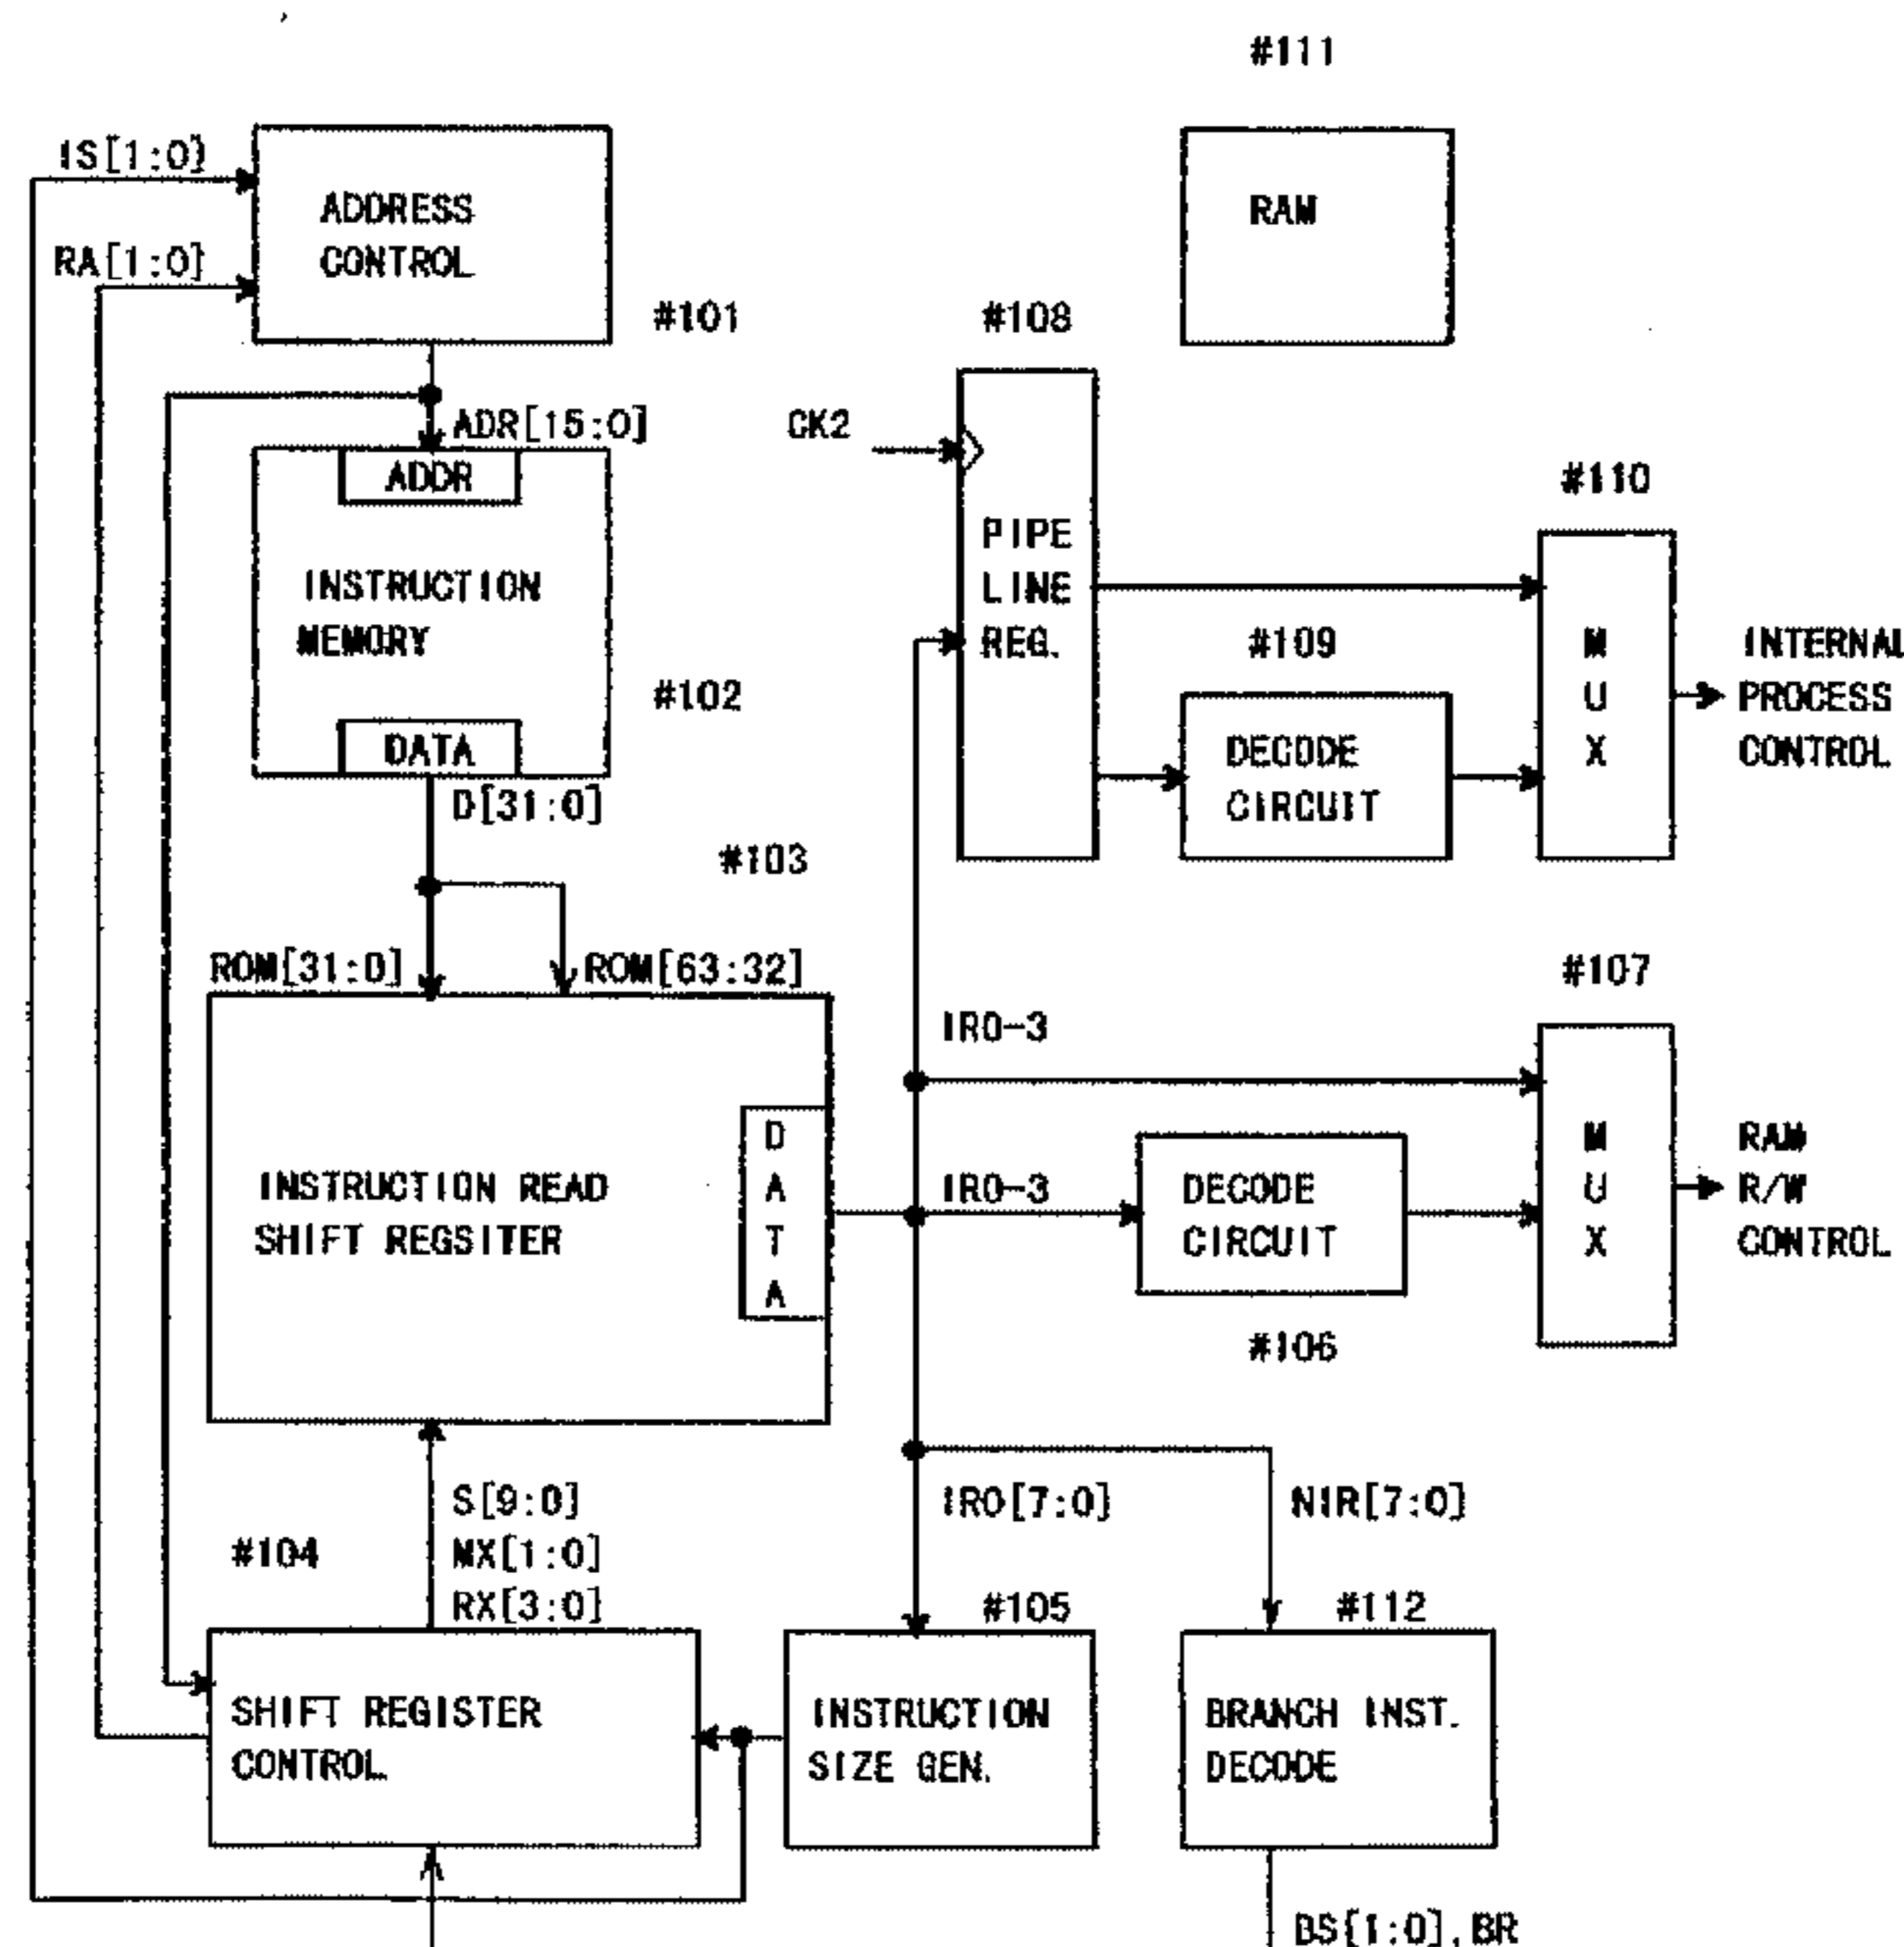 #111
IS[1:0]
ADDRESS
CONTROL
RAM
RA[1:0]
#101
#108
ADR[15:0]
CK2
ADDR
#110
PIPE
LINE
REG.
INSTRUCTION
MEMORY
#109
M
U
X
INTERNAL
PROCESS
CONTROL
#102
DATA
DECODE
CIRCUIT
D[31:0]
#103
ROM[31:0]
ROM[63:32]
#107
IR0-3
D
A
T
A
M
U
X
RAM
R/W
CONTROL
INSTRUCTION READ
SHIFT REGSITER
IR0-3
DECODE
CIRCUIT
#106
S[9:0]
MX[1:0]
RX[3:0]
IR0[7:0]
NIR[7:0]
#104
#105
#112
SHIFT REGISTER
CONTROL
INSTRUCTION
SIZE GEN.
BRANCH INST.
DECODE
BS[1:0], BR